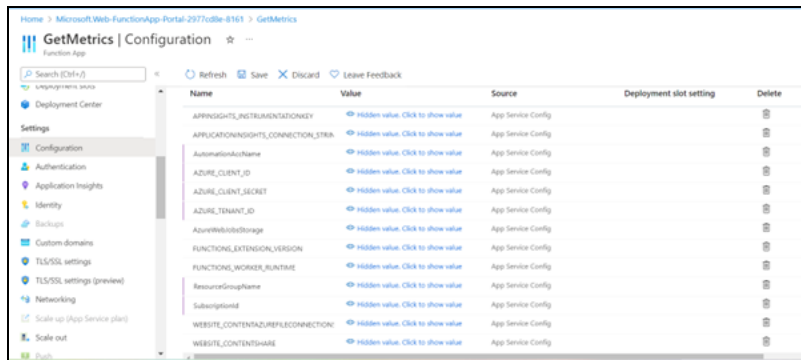 Home > Microsoft.Web-FunctionApp-Portal-2977cd8e-8161 > GetMetrics
GetMetrics | Configuration
Function App
Search (Ctrl+/)
Refresh Save Discard Leave Feedback
Deployment slots
Deployment Center
Settings
Configuration
Authentication
Application Insights
Identity
Backups
Custom domains
TLS/SSL settings
TLS/SSL settings (preview)
Networking
Scale up (App Service plan)
Scale out
Push
Name Value Source Deployment slot setting Delete
APPINSIGHTS_INSTRUMENTATIONKEY Hidden value. Click to show value App Service Config
APPLICATIONINSIGHTS_CONNECTION_STRIN Hidden value. Click to show value App Service Config
AutomationAccName Hidden value. Click to show value App Service Config
AZURE_CLIENT_ID Hidden value. Click to show value App Service Config
AZURE_CLIENT_SECRET Hidden value. Click to show value App Service Config
AZURE_TENANT_ID Hidden value. Click to show value App Service Config
AzureWebJobsStorage Hidden value. Click to show value App Service Config
FUNCTIONS_EXTENSION_VERSION Hidden value. Click to show value App Service Config
FUNCTIONS_WORKER_RUNTIME Hidden value. Click to show value App Service Config
ResourceGroupName Hidden value. Click to show value App Service Config
SubscriptionId Hidden value. Click to show value App Service Config
WEBSITE_CONTENTAZUREFILECONNECTIONS Hidden value. Click to show value App Service Config
WEBSITE_CONTENTSHARE Hidden value. Click to show value App Service Config